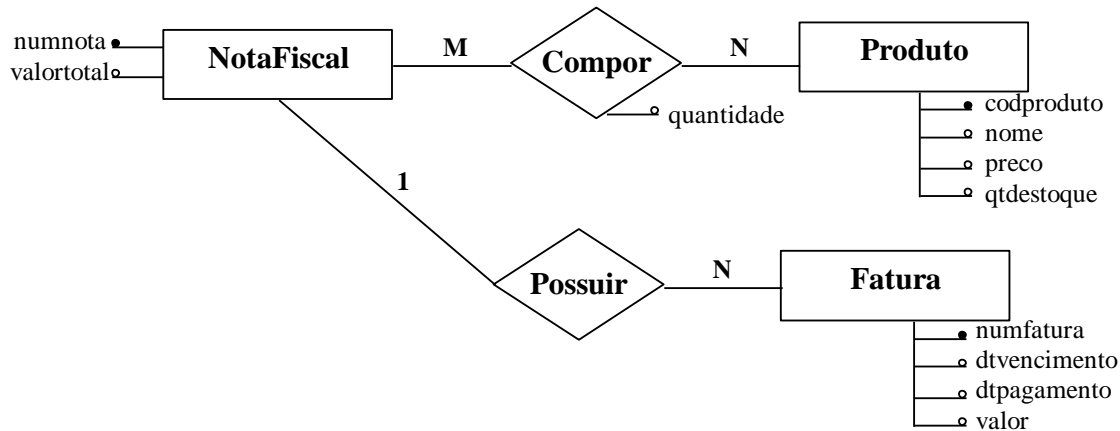 numnota
valortotal
NotaFiscal
M
Compor
N
Produto
quantidade
codproduto
nome
preco
qtdestoque
1
Possuir
N
Fatura
numfatura
dtvencimento
dtpagamento
valor